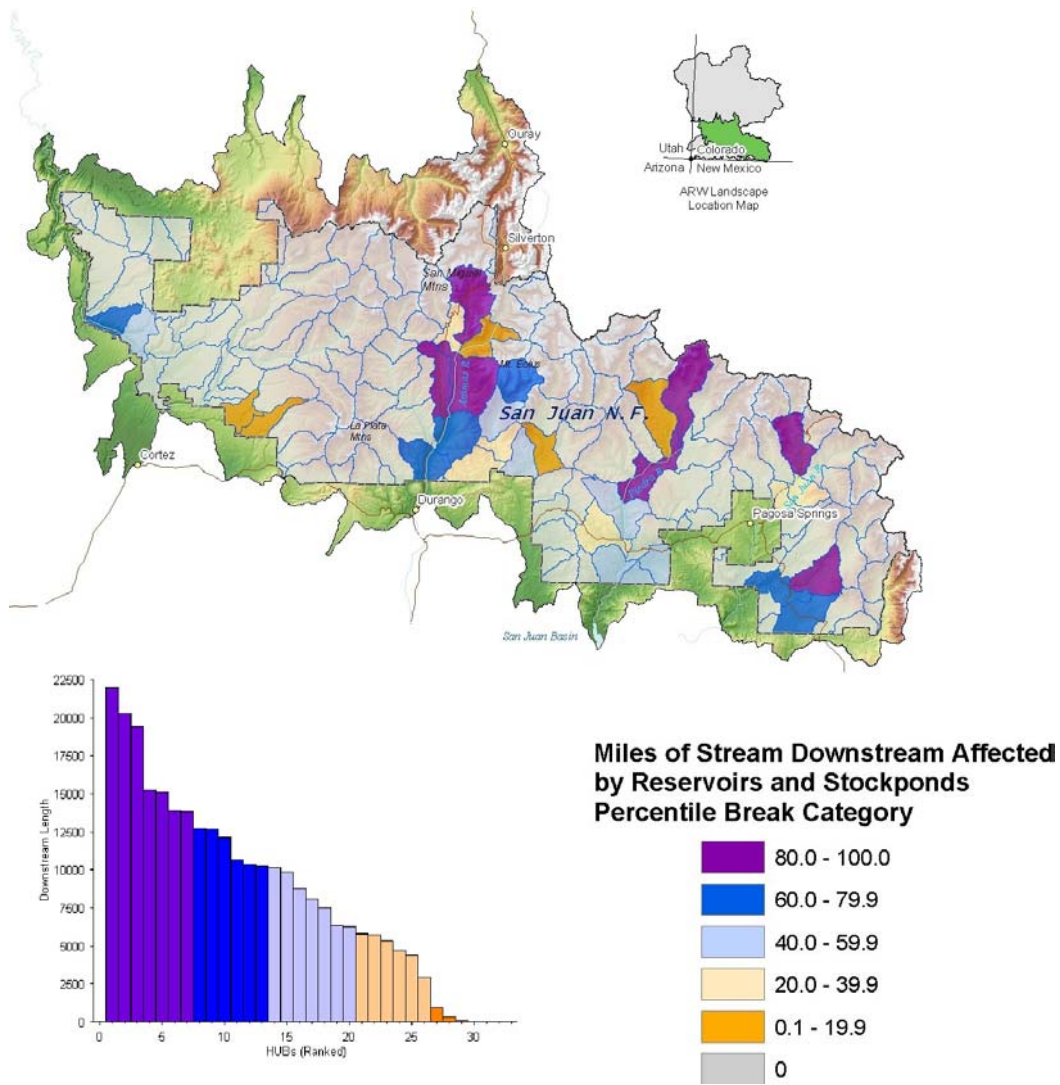 Ouray
Utah
Colorado
Arizona
New Mexico
ARW Landscape
Location Map
Silverton
San Miguel
Mtns
Mt. Eolus
San Juan N.F.
La Plata
Mtns
Cortez
Durango
Pagosa Springs
San Juan Basin
22500
20000
17500
15000
12500
10000
7500
5000
2500
0
Downstream Length
0
5
10
15
20
25
30
HUBs (Ranked)
Miles of Stream Downstream Affected
by Reservoirs and Stockponds
Percentile Break Category
80.0 - 100.0
60.0 - 79.9
40.0 - 59.9
20.0 - 39.9
0.1 - 19.9
0